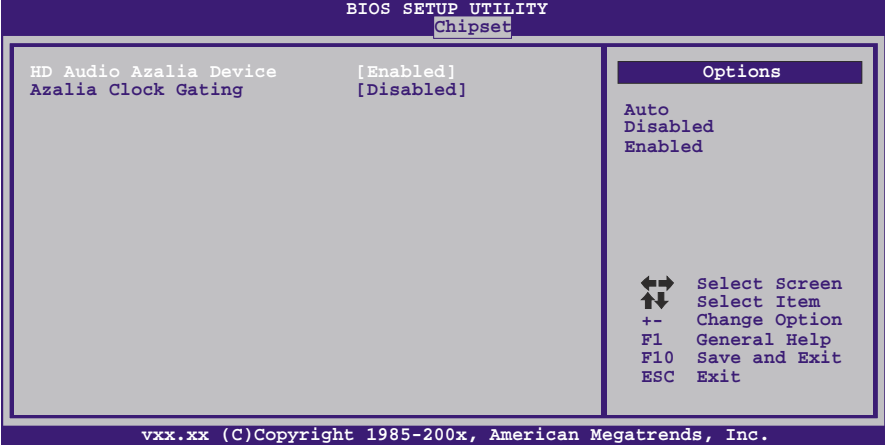 BIOS SETUP UTILITY
Chipset
HD Audio Azalia Device [Enabled]
Azalia Clock Gating [Disabled]
Options
Auto
Disabled
Enabled
Select Screen
Select Item
+- Change Option
F1 General Help
F10 Save and Exit
ESC Exit
vxx.xx (C)Copyright 1985-200x, American Megatrends, Inc.